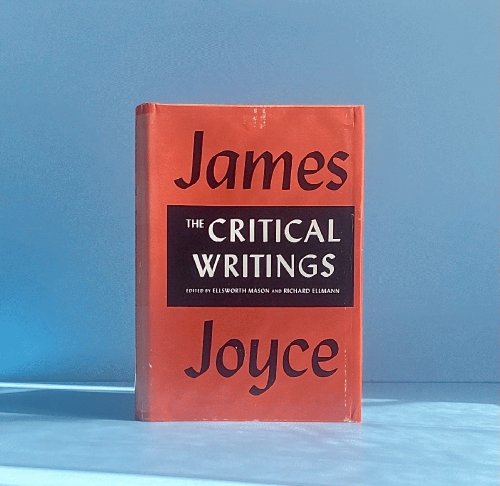 James
THE CRITICAL
WRITINGS
EDITED BY ELLSWORTH MASON AND RICHARD ELLMANN
Joyce